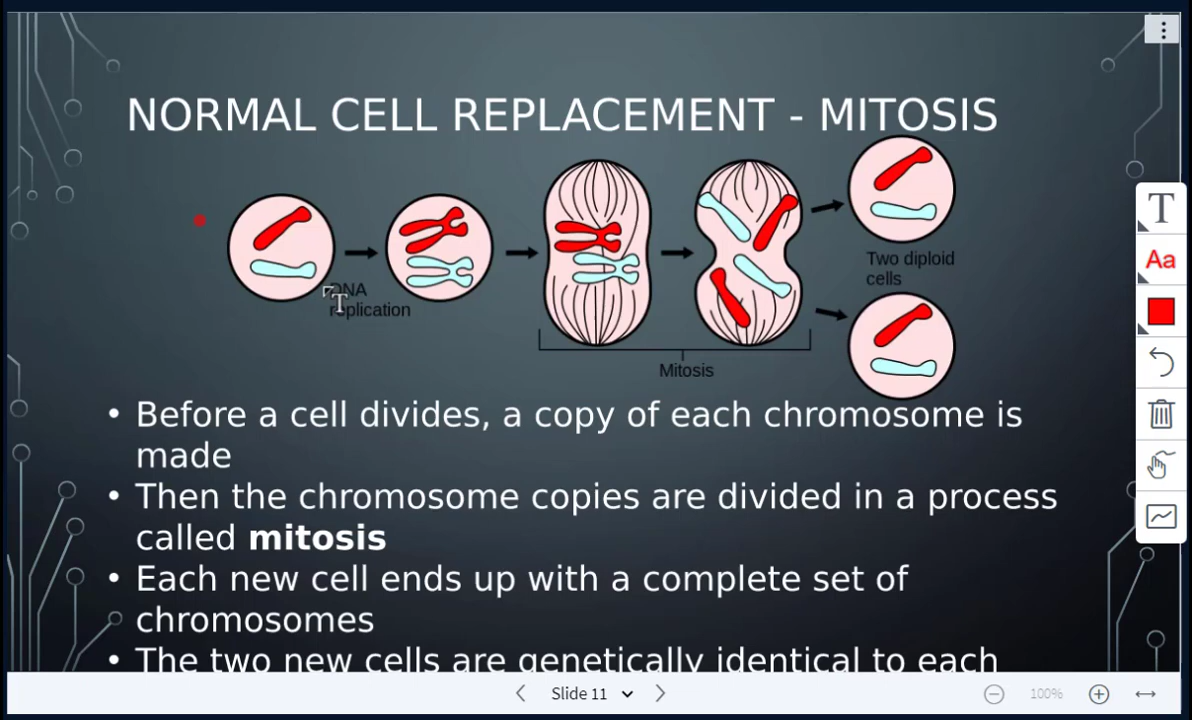 NORMAL CELL REPLACEMENT - MITOSIS
Two diploid
cells
DNA
replication
Mitosis
• Before a cell divides, a copy of each chromosome is
made
• Then the chromosome copies are divided in a process
called mitosis
• Each new cell ends up with a complete set of
chromosomes
• The two new cells are genetically identical to each
T
Aa
Slide 11
100%